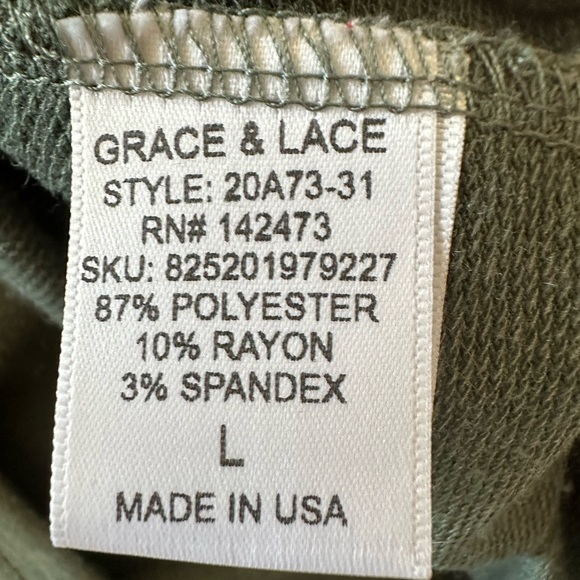 GRACE & LACE
STYLE: 20A73-31
RN# 142473
SKU: 825201979227
87% POLYESTER
10% RAYON
3% SPANDEX
L
MADE IN USA